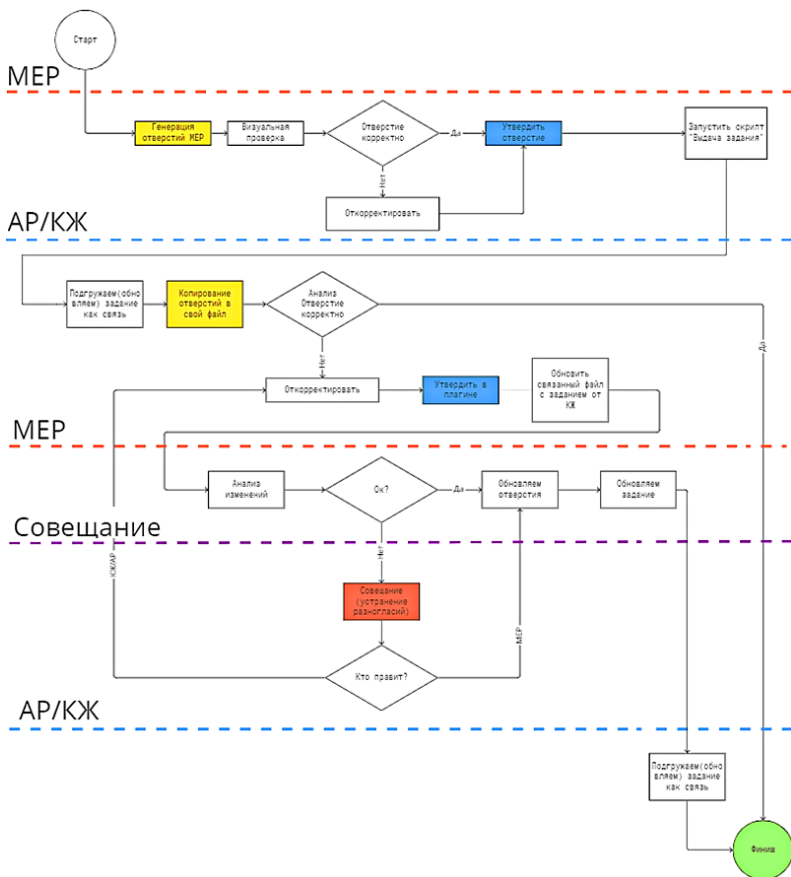 Старт
МЕР
Генерация
отверстий МЕР
Визуальная
проверка
Отверстие
корректно
Да
Утвердить
отверстие
Запустить скрипт
"Выдача задания"
Нет
Откорректировать
АР/КЖ
Подгружаем(обно
вляем) задание
как связь
Копирование
отверстий в
свой файл
Анализ
Отверстие
корректно
Да
Нет
Откорректировать
Утвердить в
плагине
Обновить
связанный файл
с заданием от
КЖ
МЕР
Анализ
изменений
Ок?
Да
Обновляем
отверстия
Обновляем
задание
Совещание
Нет
КЖ/АР
Совещание
(устранение
разногласий)
МЕР
Кто правит?
АР/КЖ
Подгружаем(обно
вляем) задание
как связь
Финиш